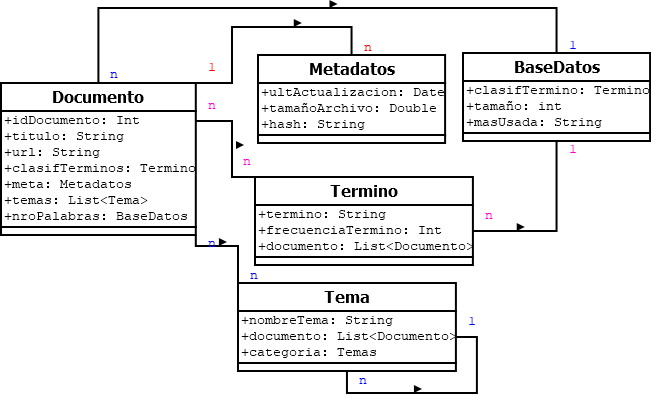 n
1
1
n
Metadatos
+ultActualizacion: Date
+tamañoArchivo: Double
+hash: String
BaseDatos
+clasifTermino: Termino
+tamaño: int
+masUsada: String
Documento
+idDocumento: Int
+titulo: String
+url: String
+clasifTerminos: Termino
+meta: Metadatos
+temas: List<Tema>
+nroPalabras: BaseDatos
n
n
1
Termino
+termino: String
+frecuenciaTermino: Int
+documento: List<Documento>
n
n
n
Tema
+nombreTema: String
+documento: List<Documento>
+categoria: Temas
1
n